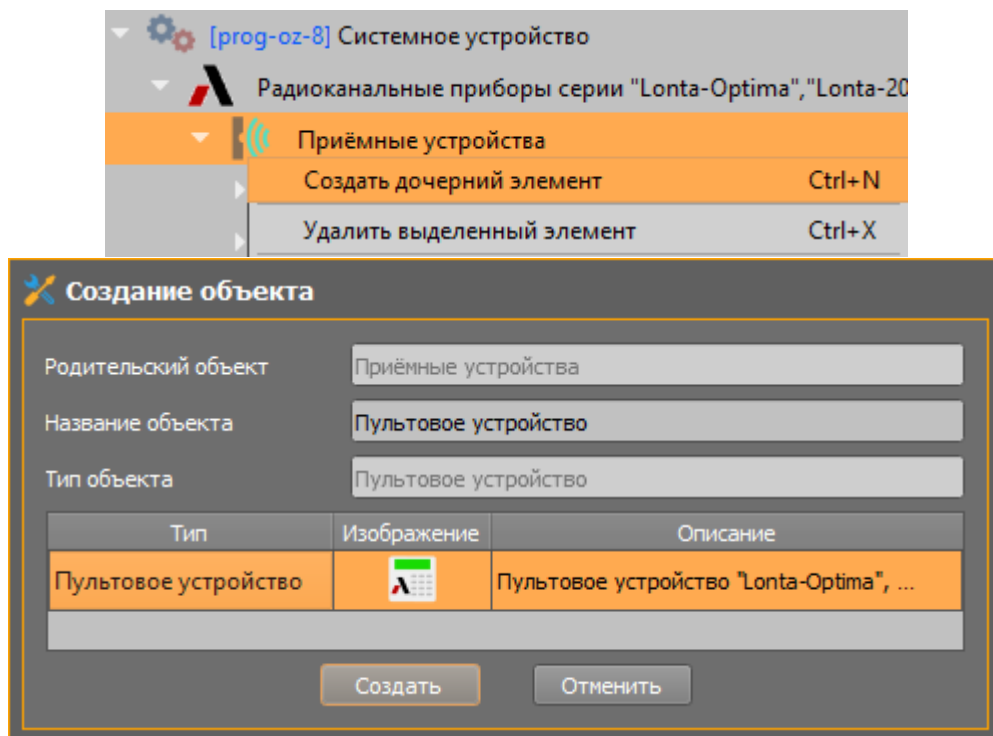 [prog-oz-8] Системное устройство
Радиоканальные приборы серии "Lonta-Optima","Lonta-20
Приёмные устройства
Создать дочерний элемент Ctrl+N
Удалить выделенный элемент Ctrl+X
Создание объекта
Родительский объект Приёмные устройства
Название объекта Пультовое устройство
Тип объекта Пультовое устройство
Тип Изображение Описание
Пультовое устройство Пультовое устройство "Lonta-Optima", ...
Создать Отменить